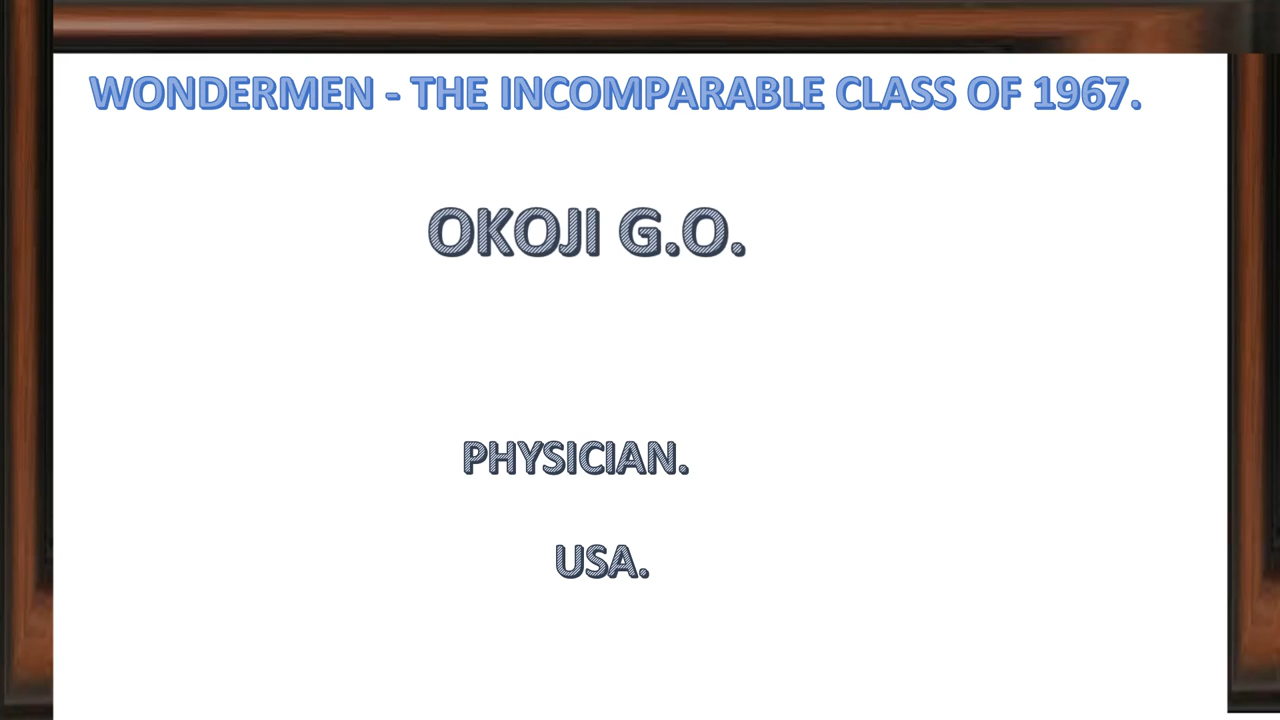 WONDERMEN - THE INCOMPARABLE CLASS OF 1967.
OKOJI G.O.
PHYSICIAN.
USA.